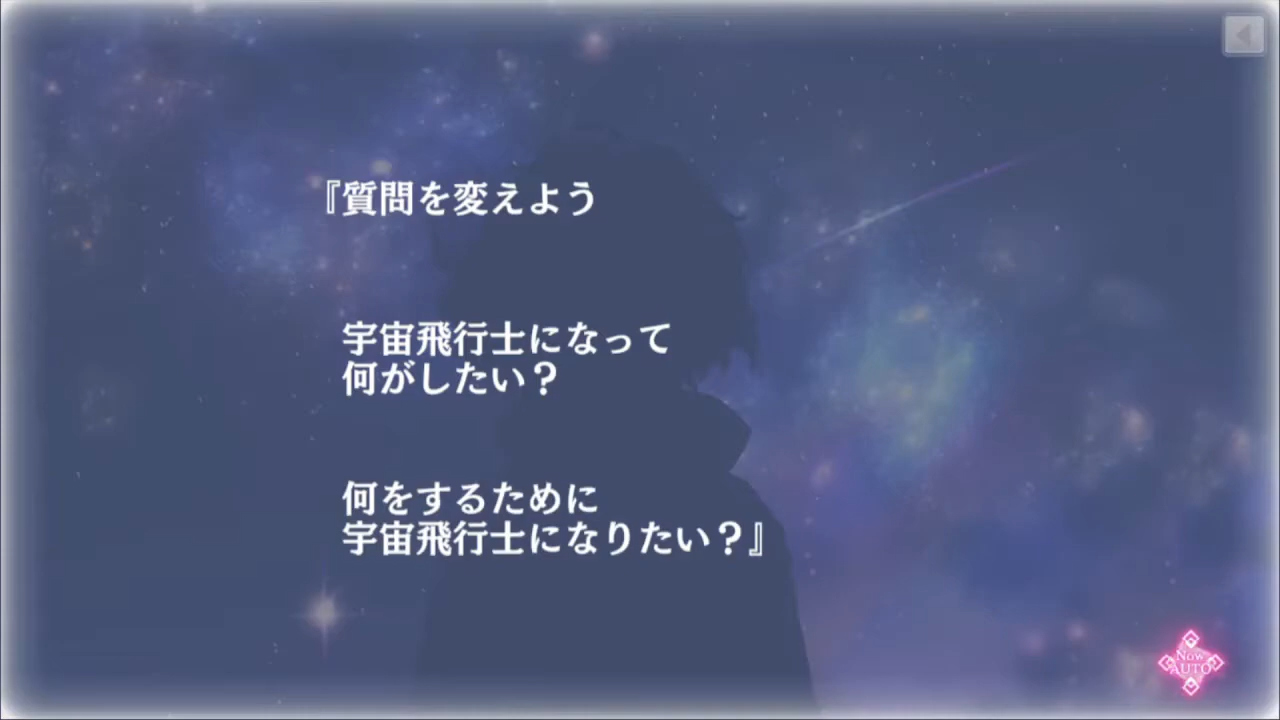 『質問を変えよう
宇宙飛行士になって
何がしたい？
何をするために
宇宙飛行士になりたい？』
Now
AUTO